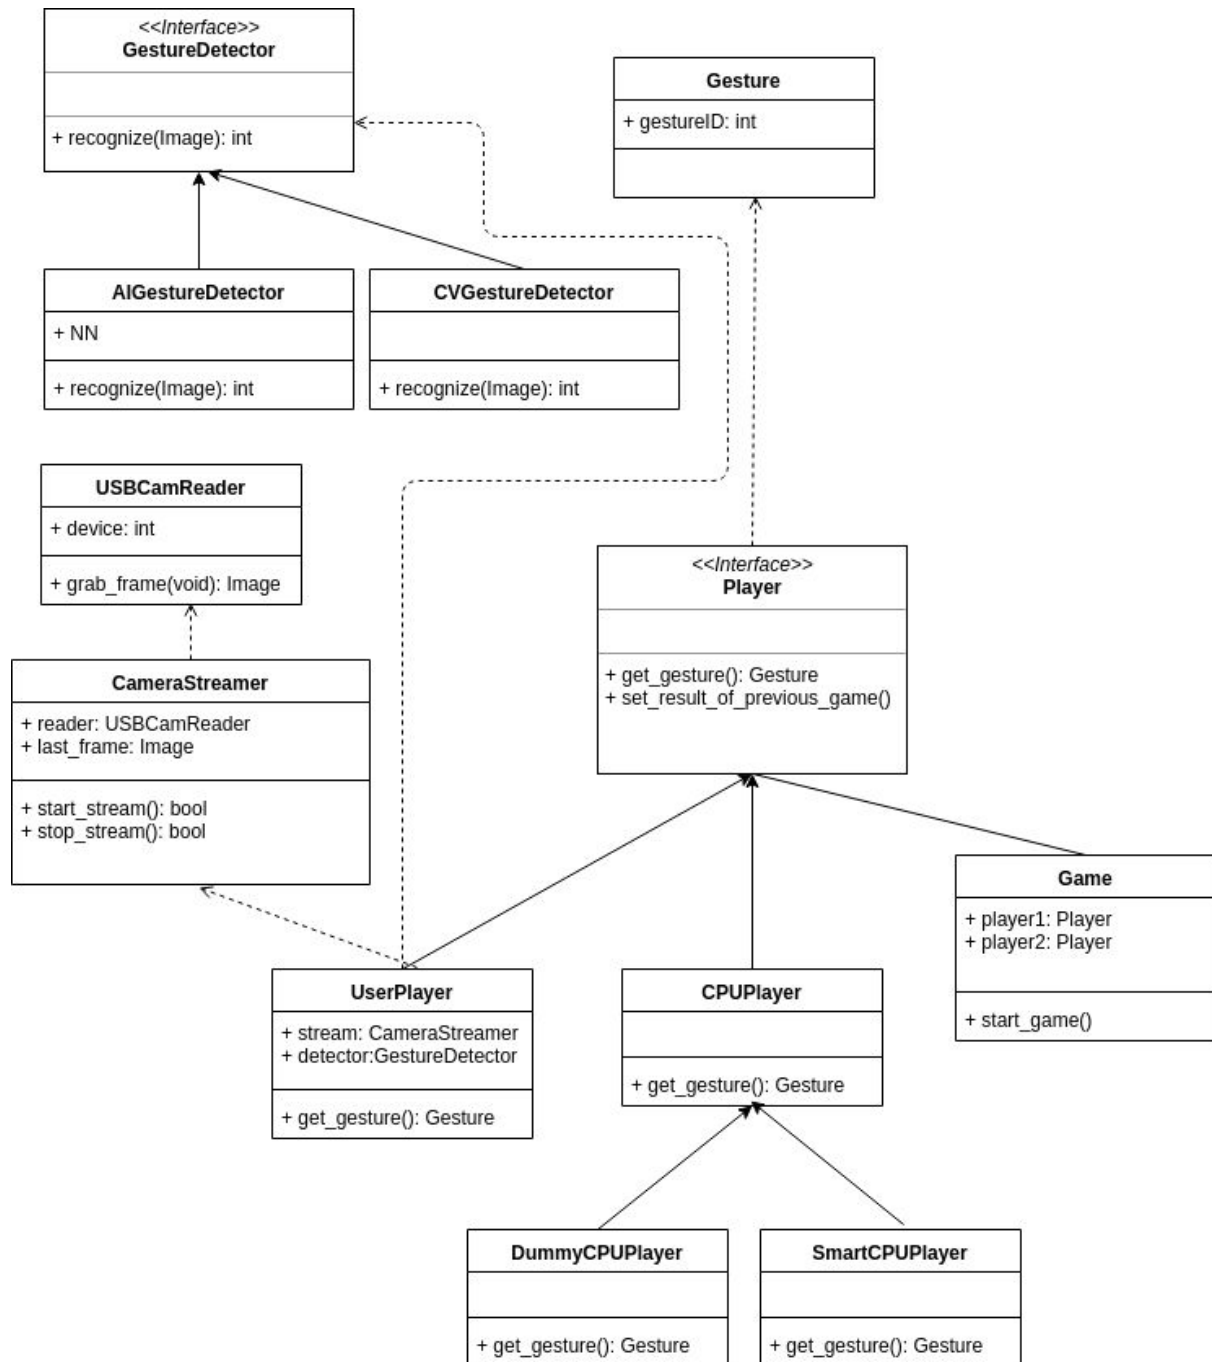 <<Interface>>
GestureDetector
+ recognize(Image): int
Gesture
+ gestureID: int
AIGestureDetector
+ NN
+ recognize(Image): int
CVGestureDetector
+ recognize(Image): int
USBCamReader
+ device: int
+ grab_frame(void): Image
<<Interface>>
Player
+ get_gesture(): Gesture
+ set_result_of_previous_game()
CameraStreamer
+ reader: USBCamReader
+ last_frame: Image
+ start_stream(): bool
+ stop_stream(): bool
Game
+ player1: Player
+ player2: Player
+ start_game()
UserPlayer
+ stream: CameraStreamer
+ detector:GestureDetector
+ get_gesture(): Gesture
CPUPlayer
+ get_gesture(): Gesture
DummyCPUPlayer
+ get_gesture(): Gesture
SmartCPUPlayer
+ get_gesture(): Gesture